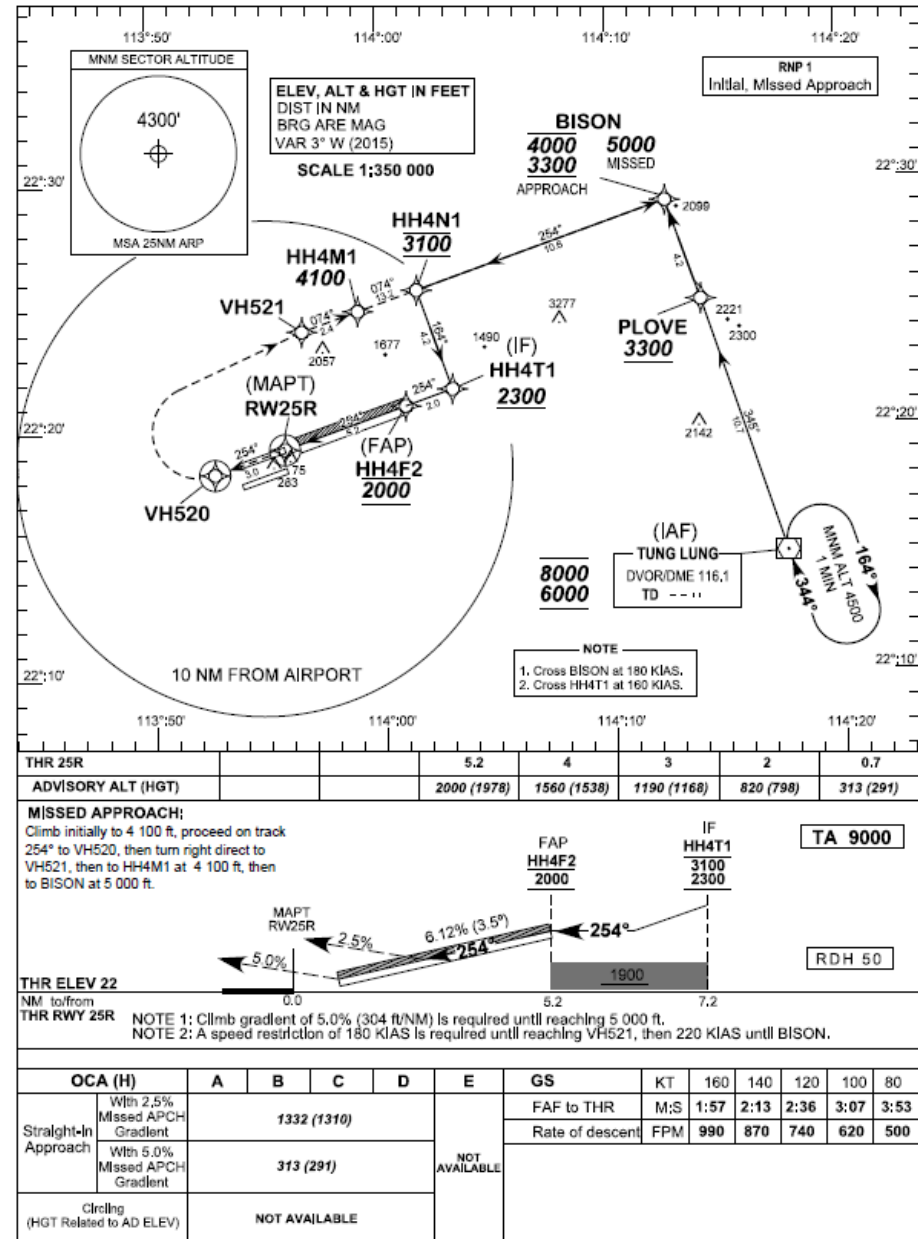 113°:50'
114°:00'
114°:10'
114°:20'
MNM SECTOR ALTITUDE
4300'
MSA 25NM ARP
ELEV, ALT & HGT IN FEET
DIST IN NM
BRG ARE MAG
VAR 3° W (2015)
SCALE 1:350 000
RNP 1
Initial, Missed Approach
BISON
4000 5000
3300 MISSED
APPROACH
22°:30'
22°:30'
2099
HH4N1
3100
254°
10.6
HH4M1
4100
074°
13.2
VH521
074°
2.4
2057
1677
1490
3277
164°
4.2
4.2
PLOVE
3300
2221
2300
(IF)
HH4T1
2300
(MAPT)
RW25R
254°
2.0
254°
5.2
22°:20'
22°:20'
(FAP)
HH4F2
2000
254°
3.0
75
283
VH520
2142
345°
10.7
(IAF)
TUNG LUNG
DVOR/DME 116.1
TD - - - ı ı
8000
6000
MNM ALT 4500
1 MIN
164°
344°
NOTE
1. Cross BISON at 180 KIAS.
2. Cross HH4T1 at 160 KIAS.
10 NM FROM AIRPORT
22°:10'
22°:10'
113°:50'
114°:00'
114°:10'
114°:20'
THR 25R 5.2 4 3 2 0.7
ADVISORY ALT (HGT) 2000 (1978) 1560 (1538) 1190 (1168) 820 (798) 313 (291)
MISSED APPROACH:
Climb initially to 4 100 ft, proceed on track
254° to VH520, then turn right direct to
VH521, then to HH4M1 at 4 100 ft, then
to BISON at 5 000 ft.
TA 9000
FAP
HH4F2
2000
IF
HH4T1
3100
2300
MAPT
RW25R
6.12% (3.5°)
2.5%
254°
254°
5.0%
1900
RDH 50
THR ELEV 22
NM to/from 0.0 5.2 7.2
THR RWY 25R
NOTE 1: Climb gradient of 5.0% (304 ft/NM) is required until reaching 5 000 ft.
NOTE 2: A speed restriction of 180 KIAS is required until reaching VH521, then 220 KIAS until BISON.
OCA (H) A B C D E
Straight-In
Approach
With 2.5%
Missed APCH
Gradient
1332 (1310)
With 5.0%
Missed APCH
Gradient
313 (291)
NOT
AVAILABLE
Circling
(HGT Related to AD ELEV)
NOT AVAILABLE
GS KT 160 140 120 100 80
FAF to THR M:S 1:57 2:13 2:36 3:07 3:53
Rate of descent FPM 990 870 740 620 500